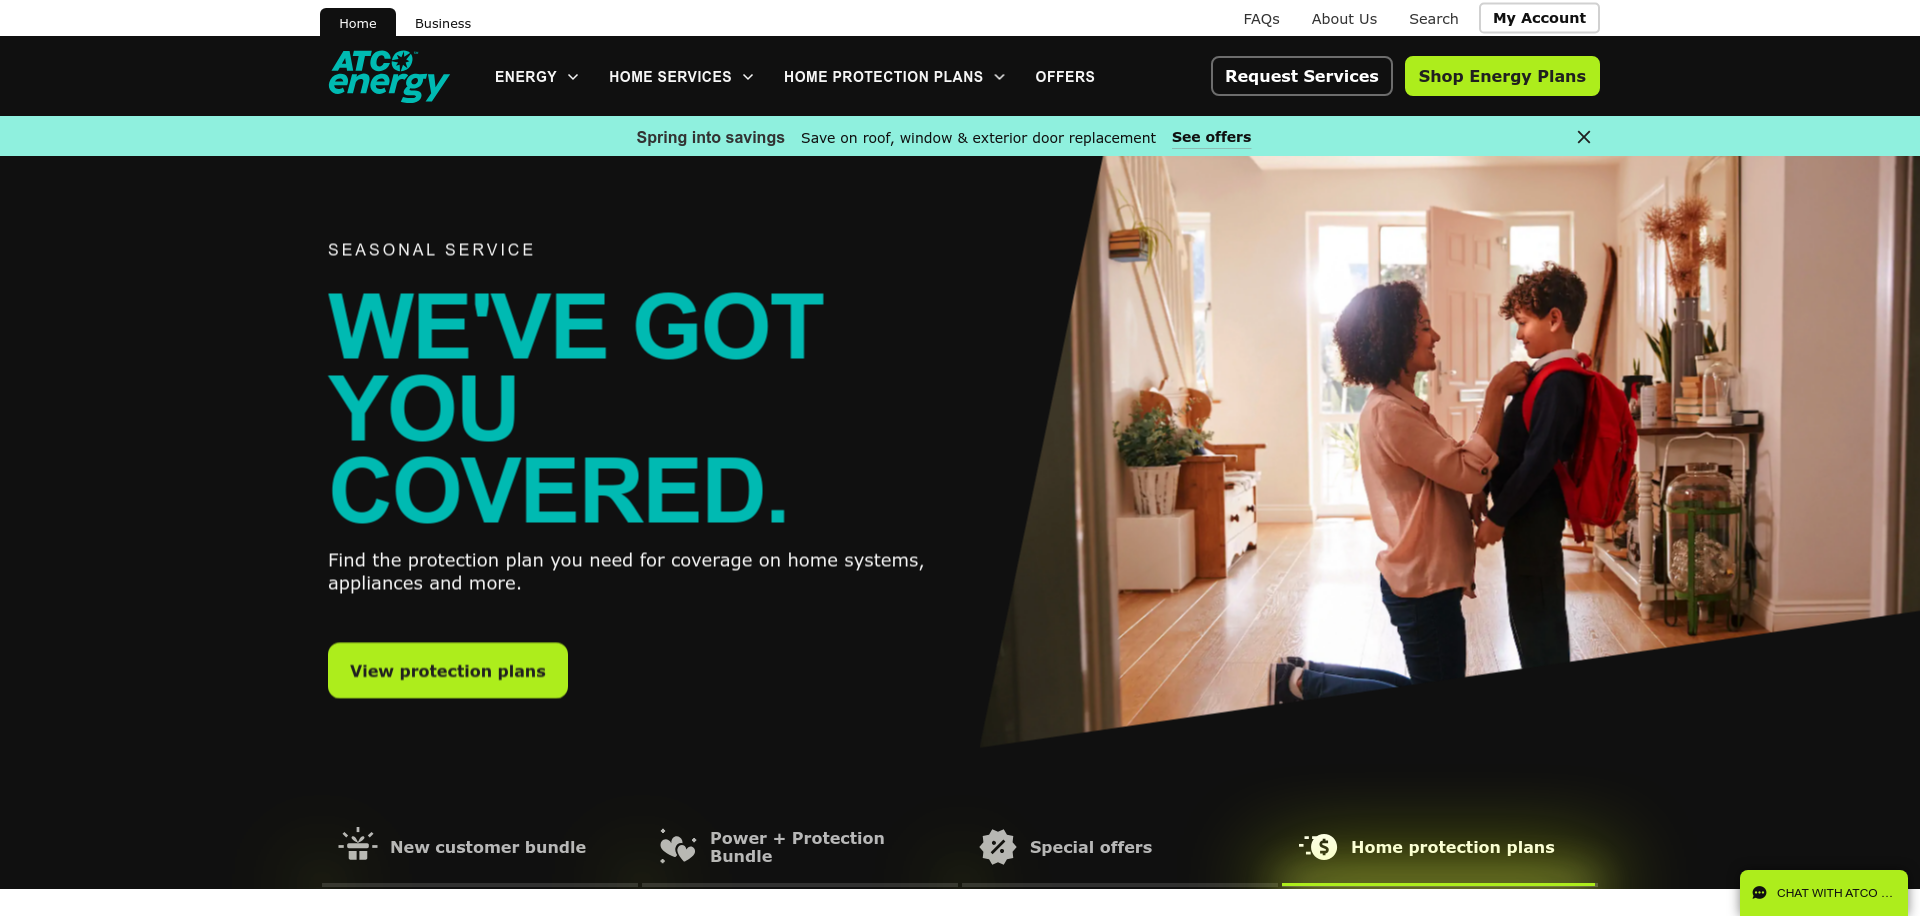 Home
Business
FAQs
About Us
Search
My Account
ATCO
energy
ENERGY
HOME SERVICES
HOME PROTECTION PLANS
OFFERS
Request Services
Shop Energy Plans
Spring into savings
Save on roof, window & exterior door replacement
See offers
SEASONAL SERVICE
WE'VE GOT
YOU
COVERED.
Find the protection plan you need for coverage on home systems,
appliances and more.
View protection plans
New customer bundle
Power + Protection
Bundle
Special offers
Home protection plans
CHAT WITH ATCO ...